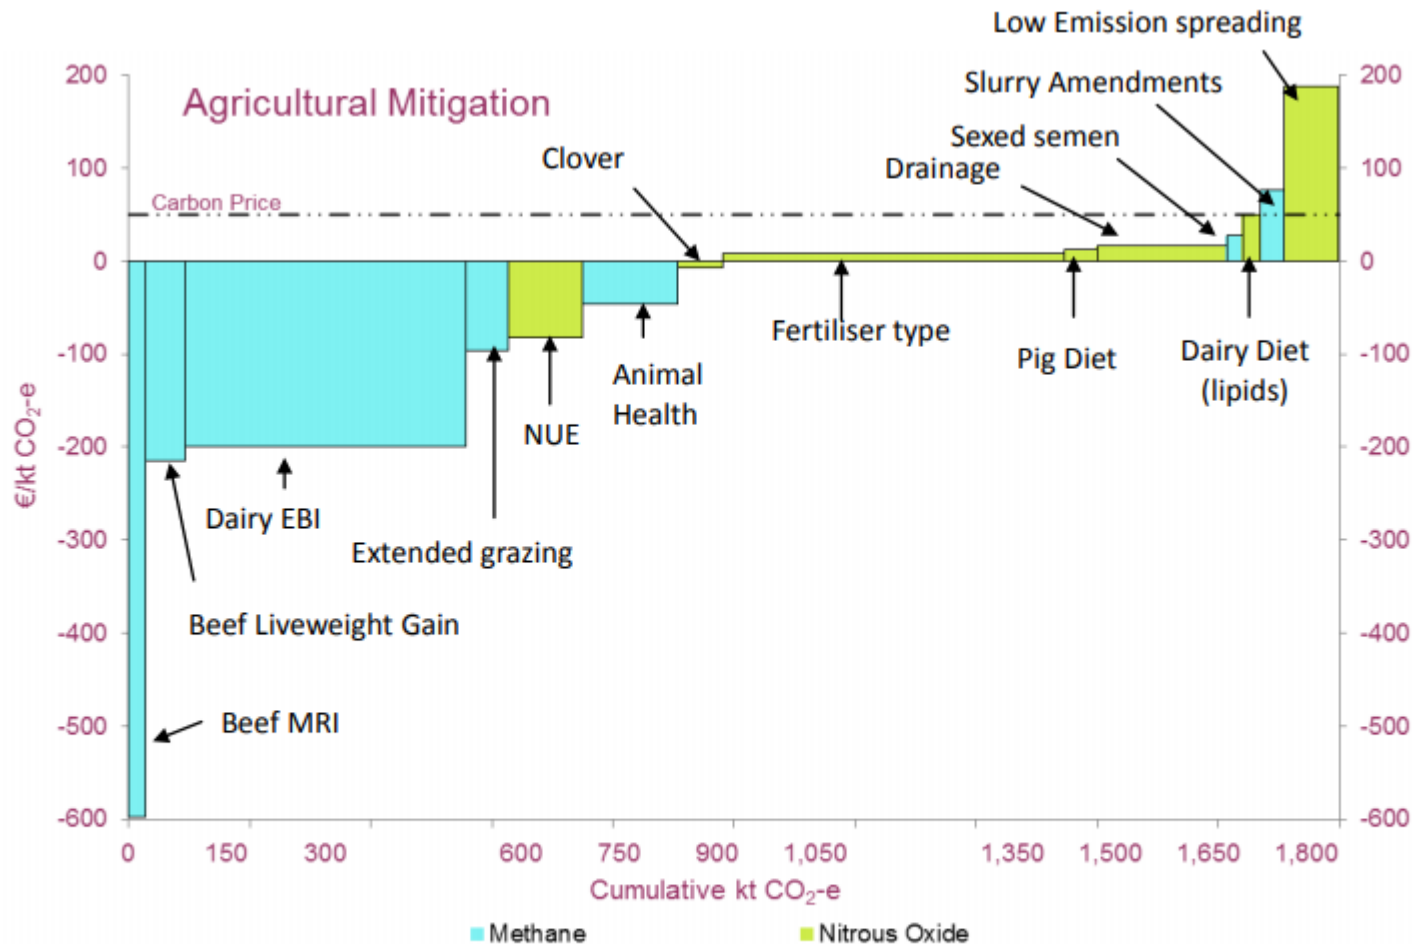 Low Emission spreading
200
200
Agricultural Mitigation
Slurry Amendments
Sexed semen
Clover
Drainage
100
100
Carbon Price
0
0
Fertiliser type
Pig Diet
Dairy Diet
(lipids)
-100
-100
Animal
Health
NUE
-200
-200
€/kt CO₂-e
Dairy EBI
Extended grazing
-300
-300
Beef Liveweight Gain
-400
-400
Beef MRI
-500
-500
-600
-600
0 150 300 600 750 900 1,050 1,350 1,500 1,650 1,800
Cumulative kt CO₂-e
Methane Nitrous Oxide